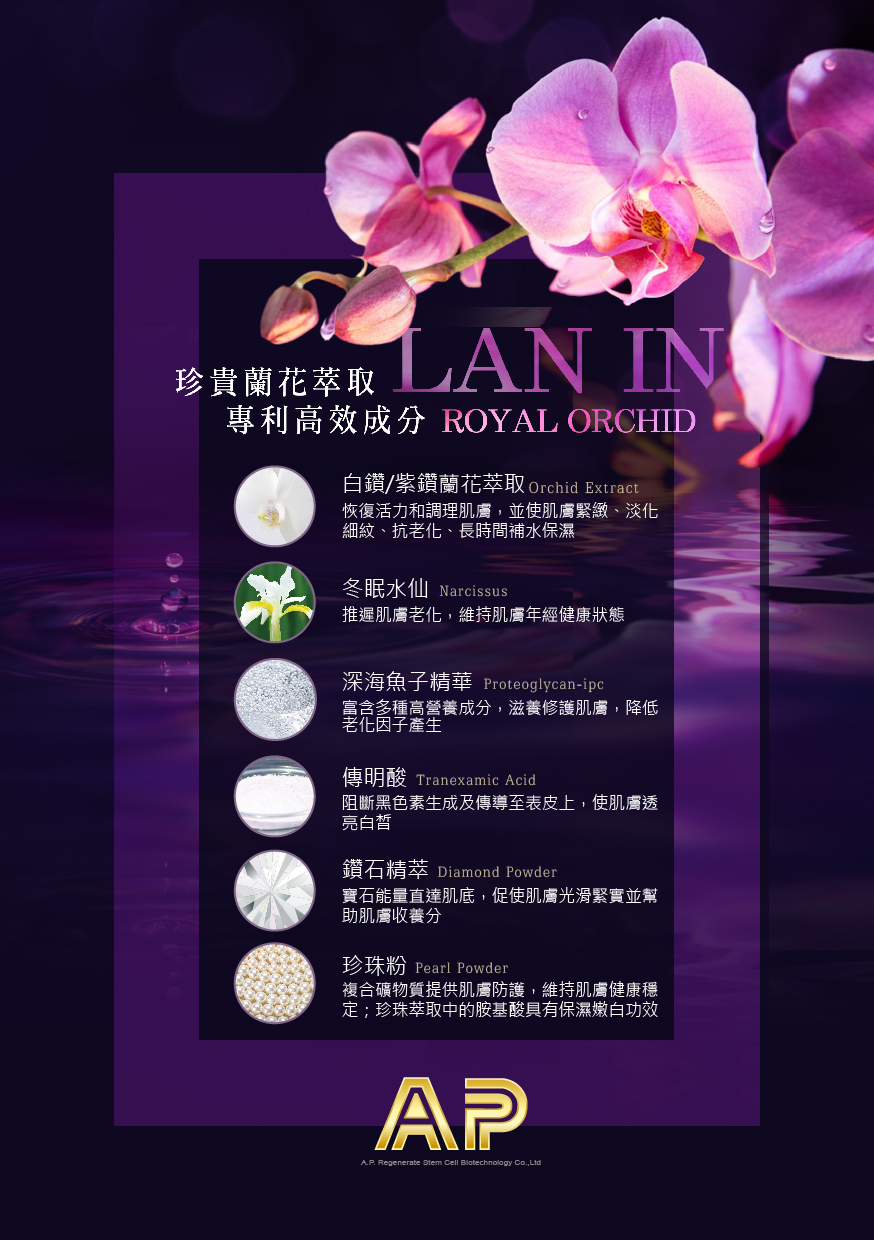 LAN IN
珍貴蘭花萃取
專利高效成分 ROYAL ORCHID
白鑽/紫鑽蘭花萃取 Orchid Extract
恢復活力和調理肌膚，並使肌膚緊緻、淡化
細紋、抗老化、長時間補水保濕
冬眠水仙 Narcissus
推遲肌膚老化，維持肌膚年經健康狀態
深海魚子精華 Proteoglycan-ipc
富含多種高營養成分，滋養修護肌膚，降低
老化因子產生
傳明酸 Tranexamic Acid
阻斷黑色素生成及傳導至表皮上，使肌膚透
亮白皙
鑽石精萃 Diamond Powder
寶石能量直達肌底，促使肌膚光滑緊實並幫
助肌膚收養分
珍珠粉 Pearl Powder
複合礦物質提供肌膚防護，維持肌膚健康穩
定；珍珠萃取中的胺基酸具有保濕嫩白功效
AP
A.P. Regenerate Stem Cell Biotechnology Co.,Ltd